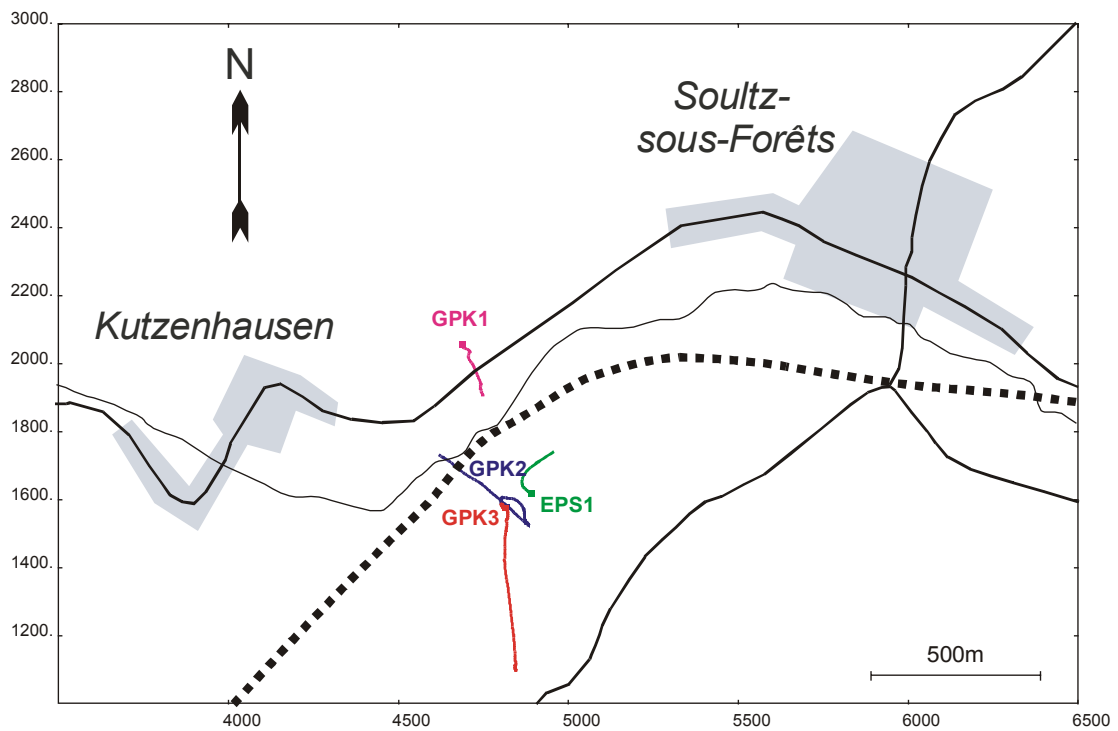 3000.
2800.
2600.
2400.
2200.
2000.
1800.
1600.
1400.
1200.
N
Soultz-
sous-Forêts
Kutzenhausen
GPK1
GPK2
EPS1
GPK3
500m
4000
4500
5000
5500
6000
6500